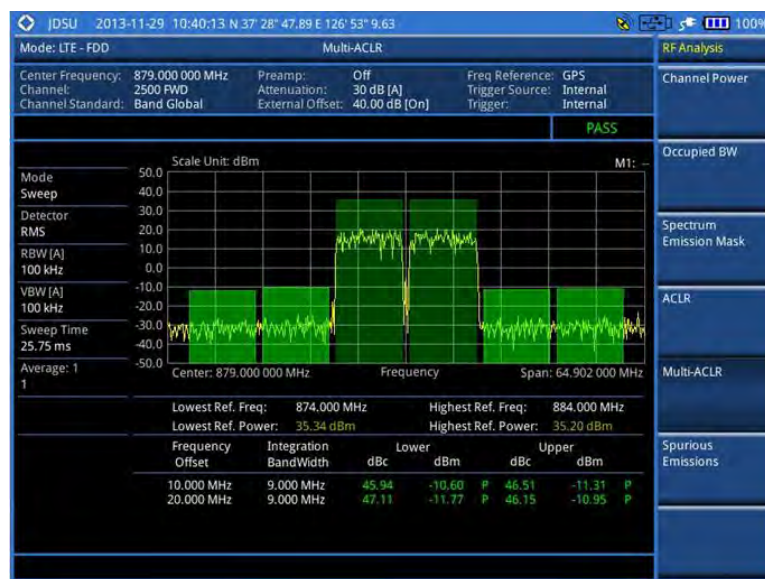 JDSU 2013-11-29 10:40:13 N 37' 28" 47.89 E 126' 53" 9.63 100%
Mode: LTE - FDD Multi-ACLR RF Analysis
Center Frequency: 879.000 000 MHz Preamp: Off Freq Reference: GPS
Channel: 2500 FWD Attenuation: 30 dB [A] Trigger Source: Internal
Channel Standard: Band Global External Offset: 40.00 dB [On] Trigger: Internal
PASS
Channel Power
Occupied BW
Spectrum
Emission Mask
ACLR
Multi-ACLR
Spurious
Emissions
Mode
Sweep
Detector
RMS
RBW [A]
100 kHz
VBW [A]
100 kHz
Sweep Time
25.75 ms
Average: 1
1
Scale Unit: dBm M1: --
50.0
40.0
30.0
20.0
10.0
0.0
-10.0
-20.0
-30.0
-40.0
-50.0
Center: 879.000 000 MHz Frequency Span: 64.902 000 MHz
Lowest Ref. Freq: 874.000 MHz Highest Ref. Freq: 884.000 MHz
Lowest Ref. Power: 35.34 dBm Highest Ref. Power: 35.20 dBm
Frequency Integration Lower Upper
Offset BandWidth dBc dBm dBc dBm
10.000 MHz 9.000 MHz 45.94 -10.60 P 46.51 -11.31 P
20.000 MHz 9.000 MHz 47.11 -11.77 P 46.15 -10.95 P